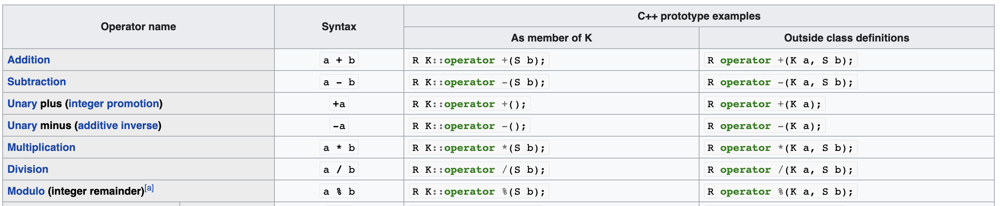 Operator name Syntax C++ prototype examples
As member of K Outside class definitions
Addition a + b R K::operator +(S b); R operator +(K a, S b);
Subtraction a - b R K::operator -(S b); R operator -(K a, S b);
Unary plus (integer promotion) +a R K::operator +(); R operator +(K a);
Unary minus (additive inverse) -a R K::operator -(); R operator -(K a);
Multiplication a * b R K::operator *(S b); R operator *(K a, S b);
Division a / b R K::operator /(S b); R operator /(K a, S b);
Modulo (integer remainder)[a] a % b R K::operator %(S b); R operator %(K a, S b);